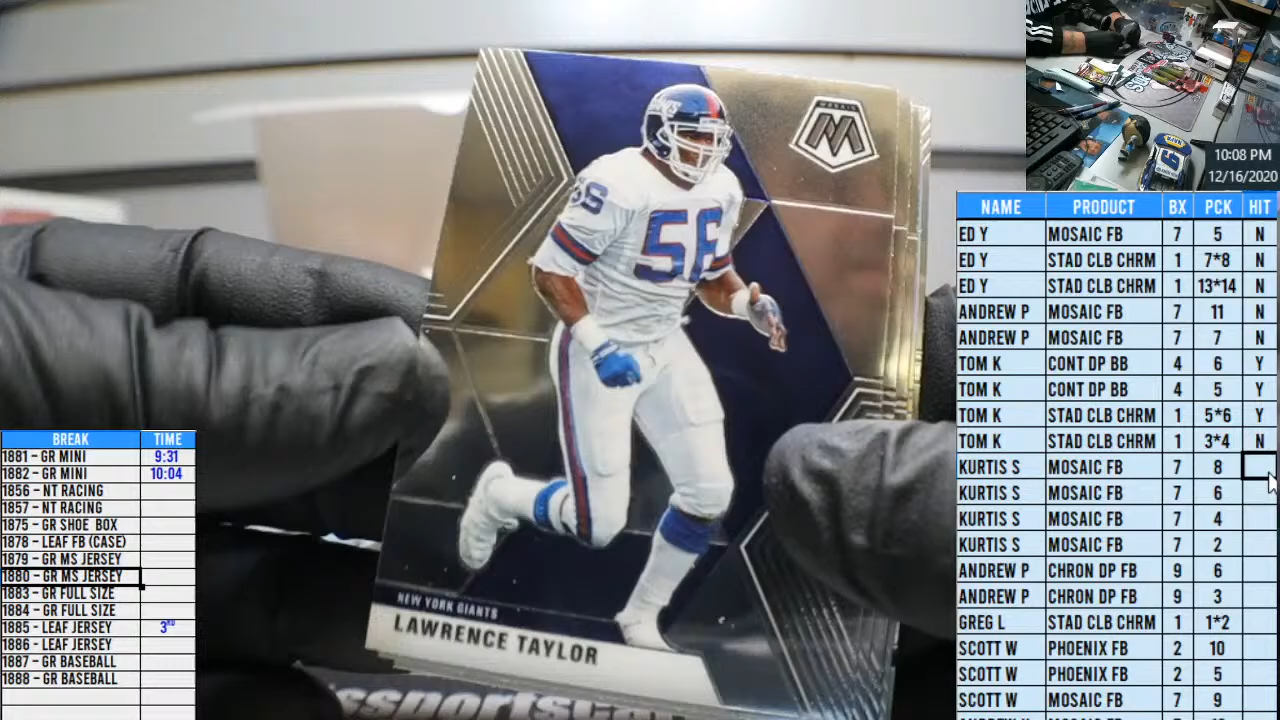 MOSAIC
M
GIANTS
56
56
NEW YORK GIANTS
LAWRENCE TAYLOR
10:08 PM
12/16/2020
NAME PRODUCT BX PCK HIT
ED Y MOSAIC FB 7 5 N
ED Y STAD CLB CHRM 1 7*8 N
ED Y STAD CLB CHRM 1 13*14 N
ANDREW P MOSAIC FB 7 11 N
ANDREW P MOSAIC FB 7 7 N
TOM K CONT DP BB 4 6 Y
TOM K CONT DP BB 4 5 Y
TOM K STAD CLB CHRM 1 5*6 Y
TOM K STAD CLB CHRM 1 3*4 N
KURTIS S MOSAIC FB 7 8
KURTIS S MOSAIC FB 7 6
KURTIS S MOSAIC FB 7 4
KURTIS S MOSAIC FB 7 2
ANDREW P CHRON DP FB 9 6
ANDREW P CHRON DP FB 9 3
GREG L STAD CLB CHRM 1 1*2
SCOTT W PHOENIX FB 2 10
SCOTT W PHOENIX FB 2 5
SCOTT W MOSAIC FB 7 9
BREAK TIME
1881 - GR MINI 9:31
1882 - GR MINI 10:04
1856 - NT RACING
1857 - NT RACING
1875 - GR SHOE BOX
1878 - LEAF FB (CASE)
1879 - GR MS JERSEY
1880 - GR MS JERSEY
1883 - GR FULL SIZE
1884 - GR FULL SIZE
1885 - LEAF JERSEY 3RD
1886 - LEAF JERSEY
1887 - GR BASEBALL
1888 - GR BASEBALL